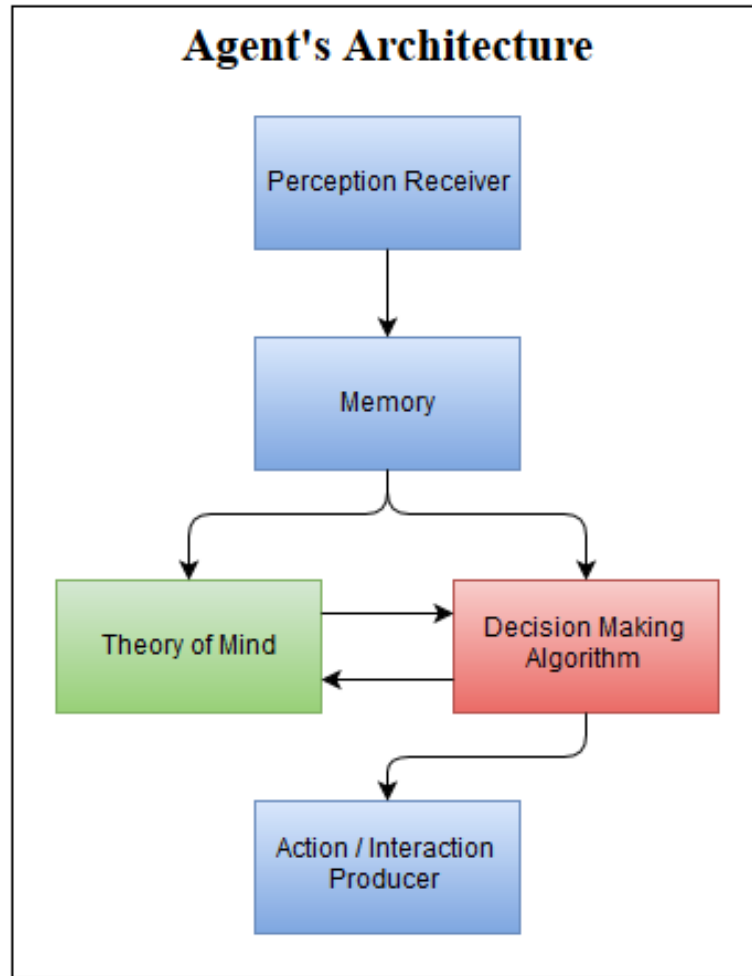 Agent's Architecture
Perception Receiver
Memory
Theory of Mind
Decision Making
Algorithm
Action / Interaction
Producer